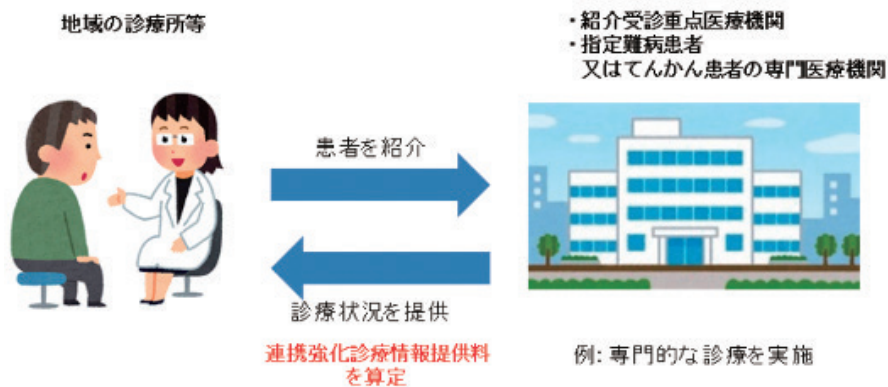 地域の診療所等
・紹介受診重点医療機関
・指定難病患者
又はてんかん患者の専門医療機関
患者を紹介
診療状況を提供
連携強化診療情報提供料
を算定
例: 専門的な診療を実施